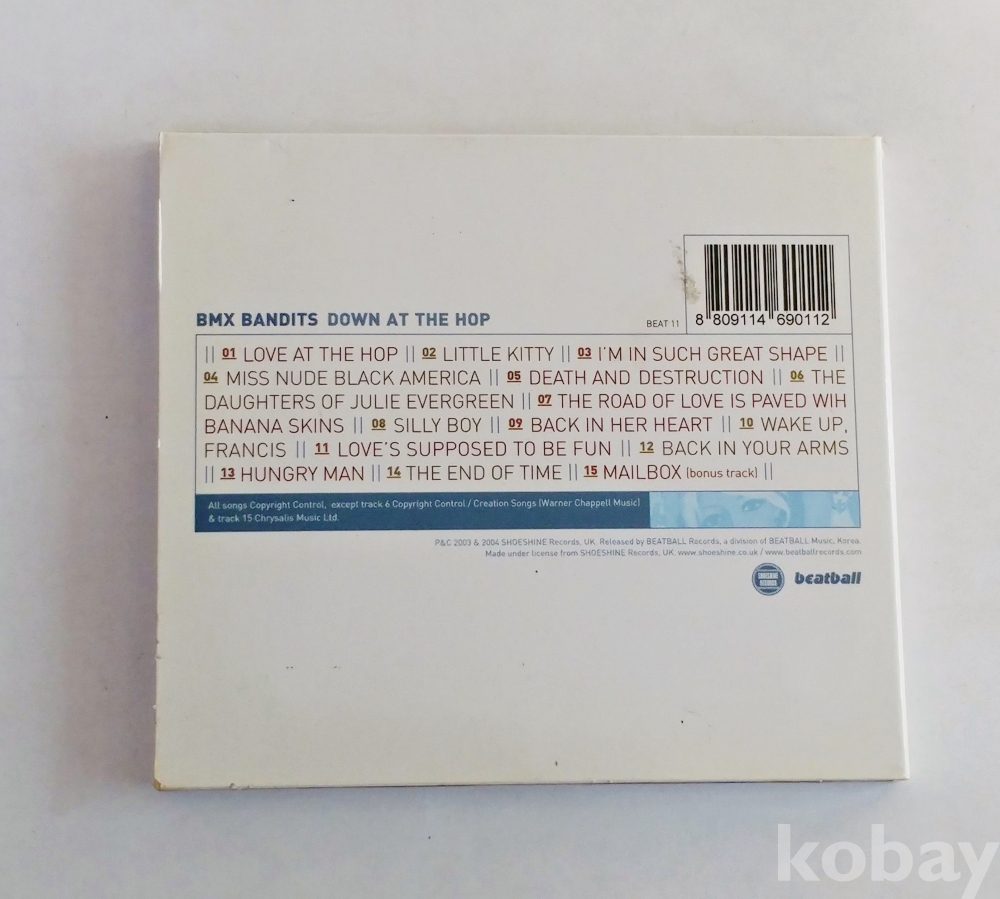 BMX BANDITS DOWN AT THE HOP
BEAT 11
8 809114 690112
|| 01 LOVE AT THE HOP || 02 LITTLE KITTY || 03 I'M IN SUCH GREAT SHAPE ||
04 MISS NUDE BLACK AMERICA || 05 DEATH AND DESTRUCTION || 06 THE
DAUGHTERS OF JULIE EVERGREEN || 07 THE ROAD OF LOVE IS PAVED WIH
BANANA SKINS || 08 SILLY BOY || 09 BACK IN HER HEART || 10 WAKE UP,
FRANCIS || 11 LOVE'S SUPPOSED TO BE FUN || 12 BACK IN YOUR ARMS
|| 13 HUNGRY MAN || 14 THE END OF TIME || 15 MAILBOX (bonus track) ||
All songs Copyright Control, except track 6 Copyright Control / Creation Songs (Warner Chappell Music)
& track 15 Chrysalis Music Ltd.
P&C 2003 & 2004 SHOESHINE Records, UK. Released by BEATBALL Records, a division of BEATBALL Music, Korea.
Made under license from SHOESHINE Records, UK. www.shoeshine.co.uk / www.beatballrecords.com
SHOESHINE
RECORDS
beatball
kobay